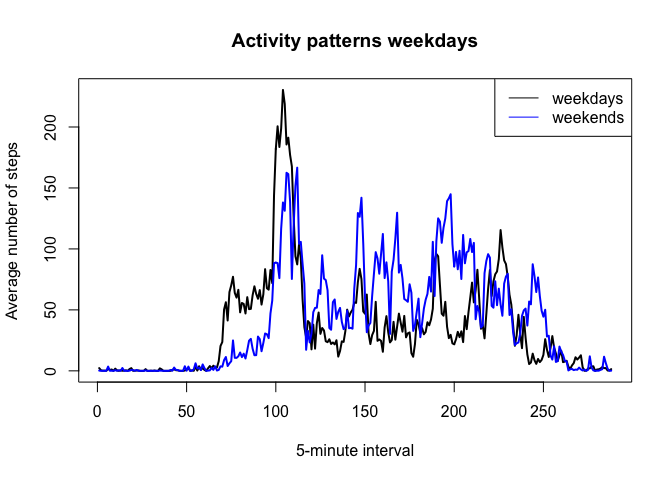 Activity patterns weekdays
weekdays
weekends
Average number of steps
200
150
100
50
0
0 50 100 150 200 250
5-minute interval